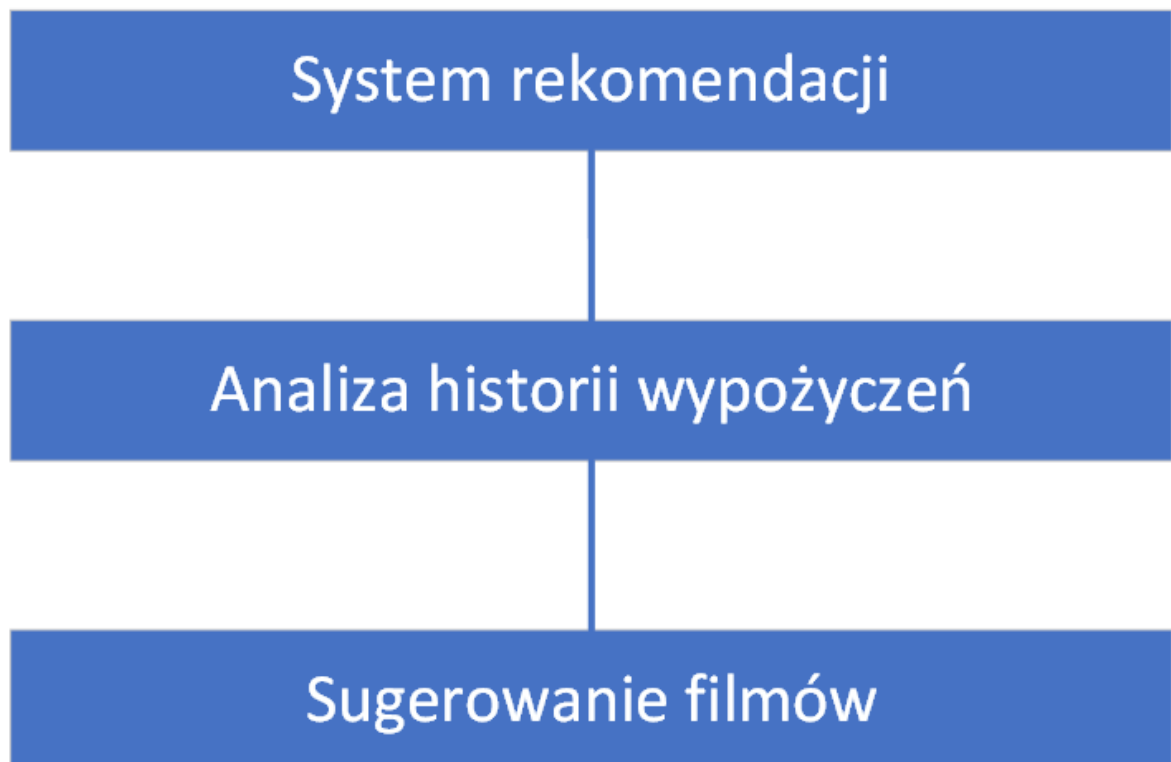 System rekomendacji
Analiza historii wypożyczeń
Sugerowanie filmów